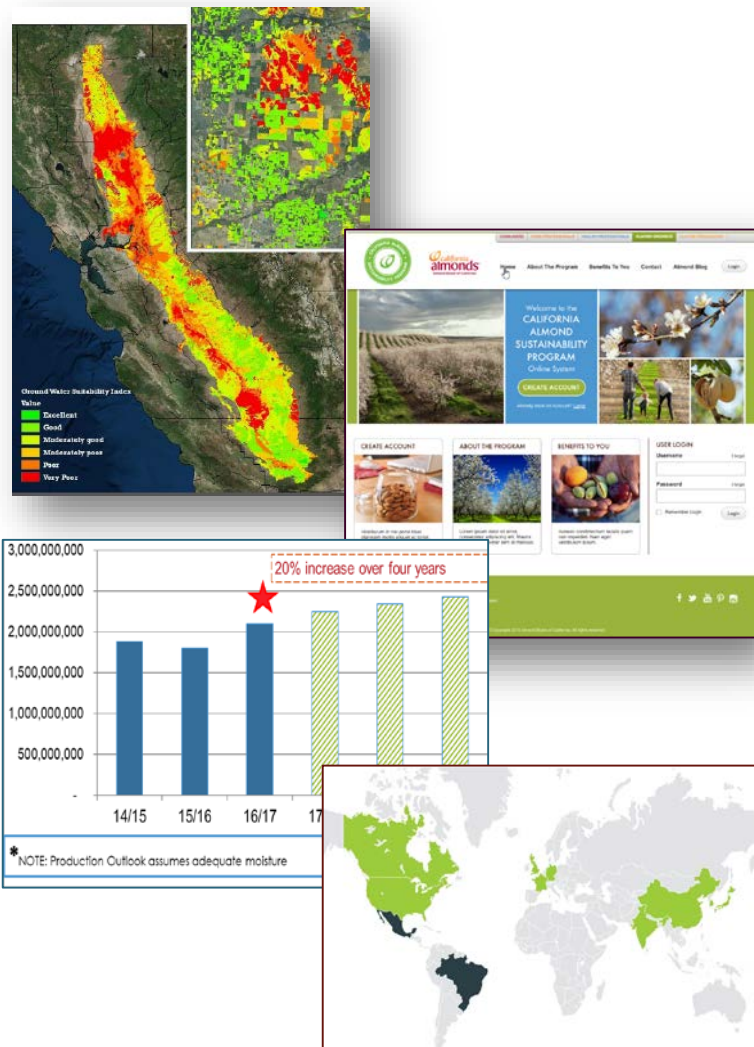 Ground Water Suitability Index
Value
Excellent
Good
Moderately good
Moderately poor
Poor
Very Poor
california
almonds
Home About The Program Benefits To You Contact Almond Blog Login
Welcome to the
CALIFORNIA
ALMOND
SUSTAINABILITY
PROGRAM
Online System
CREATE ACCOUNT
CREATE ACCOUNT
ABOUT THE PROGRAM
BENEFITS TO YOU
USER LOGIN
Username
Password
Remember Login
Login
3,000,000,000
2,500,000,000
2,000,000,000
1,500,000,000
1,000,000,000
500,000,000
-
20% increase over four years
14/15 15/16 16/17 17
*NOTE: Production Outlook assumes adequate moisture